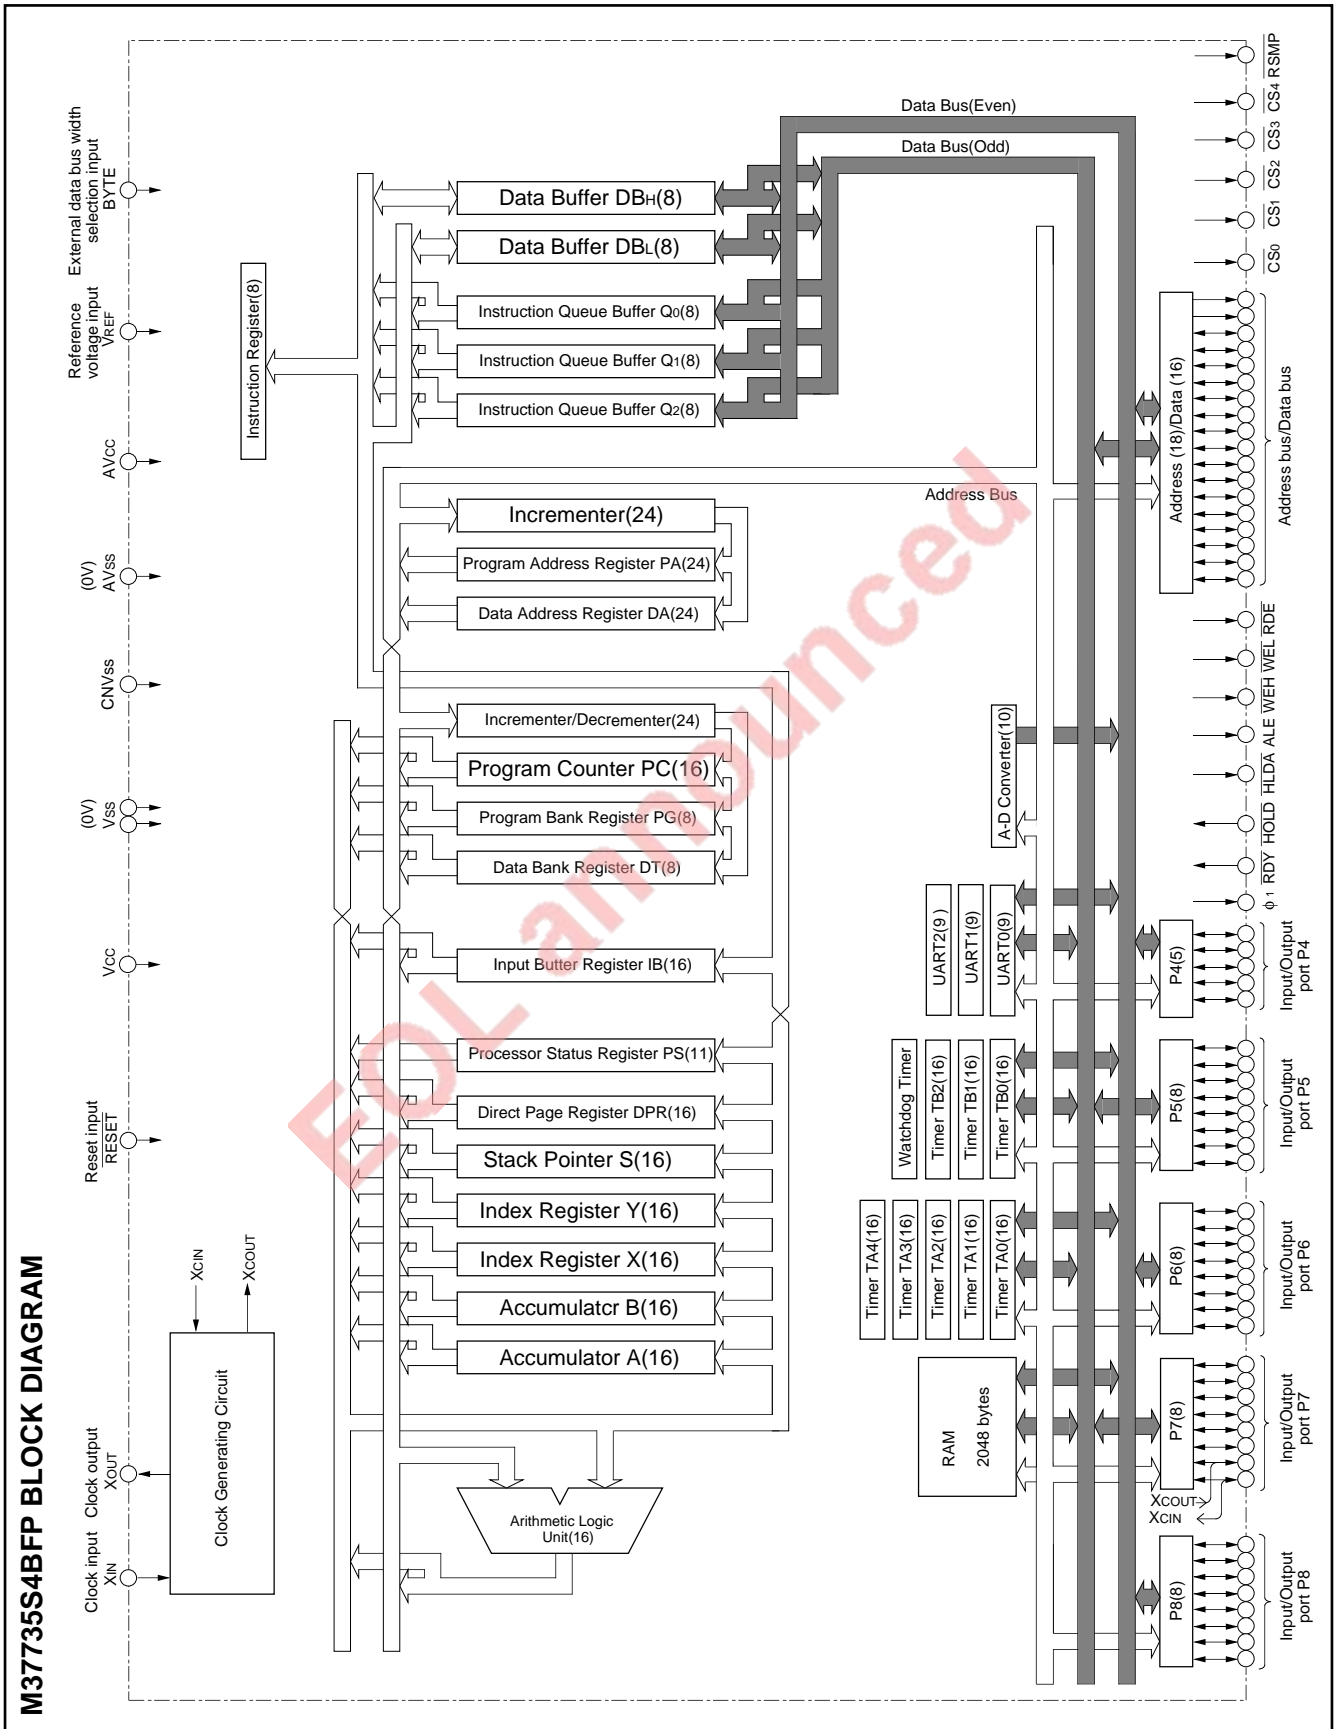 M37735S4BFP BLOCK DIAGRAM
Clock input
XIN
Clock output
XOUT
Reset input
RESET
Vcc
(0V)
Vss
CNVss
(0V)
AVss
AVcc
Reference
voltage input
VREF
External data bus width
selection input
BYTE
Clock Generating Circuit
XCIN
XCOUT
Instruction Register(8)
Data Buffer DBH(8)
Data Buffer DBL(8)
Instruction Queue Buffer Q0(8)
Instruction Queue Buffer Q1(8)
Instruction Queue Buffer Q2(8)
Incrementer(24)
Program Address Register PA(24)
Data Address Register DA(24)
Incrementer/Decrementer(24)
Program Counter PC(16)
Program Bank Register PG(8)
Data Bank Register DT(8)
Input Butter Register IB(16)
Processor Status Register PS(11)
Direct Page Register DPR(16)
Stack Pointer S(16)
Index Register Y(16)
Index Register X(16)
Accumulatcr B(16)
Accumulator A(16)
Arithmetic Logic
Unit(16)
Data Bus(Even)
Data Bus(Odd)
Address Bus
A-D Converter(10)
UART2(9 )
UART1(9)
UART0(9)
Watchdog Timer
Timer TB2(16)
Timer TB1(16)
Timer TB0(16)
Timer TA4(16)
Timer TA3(16)
Timer TA2(16)
Timer TA1(16)
Timer TA0(16)
RAM
2048 bytes
Address (18)/Data (16)
P4(5)
P5(8)
P6(8)
P7(8)
P8(8)
XCOUT
XCIN
RSMP
CS4
CS3
CS2
CS1
CS0
Address bus/Data bus
RDE
WEL
WEH
ALE
HLDA
HOLD
RDY
ϕ 1
Input/Output
port P4
Input/Output
port P5
Input/Output
port P6
Input/Output
port P7
Input/Output
port P8
EOL announced